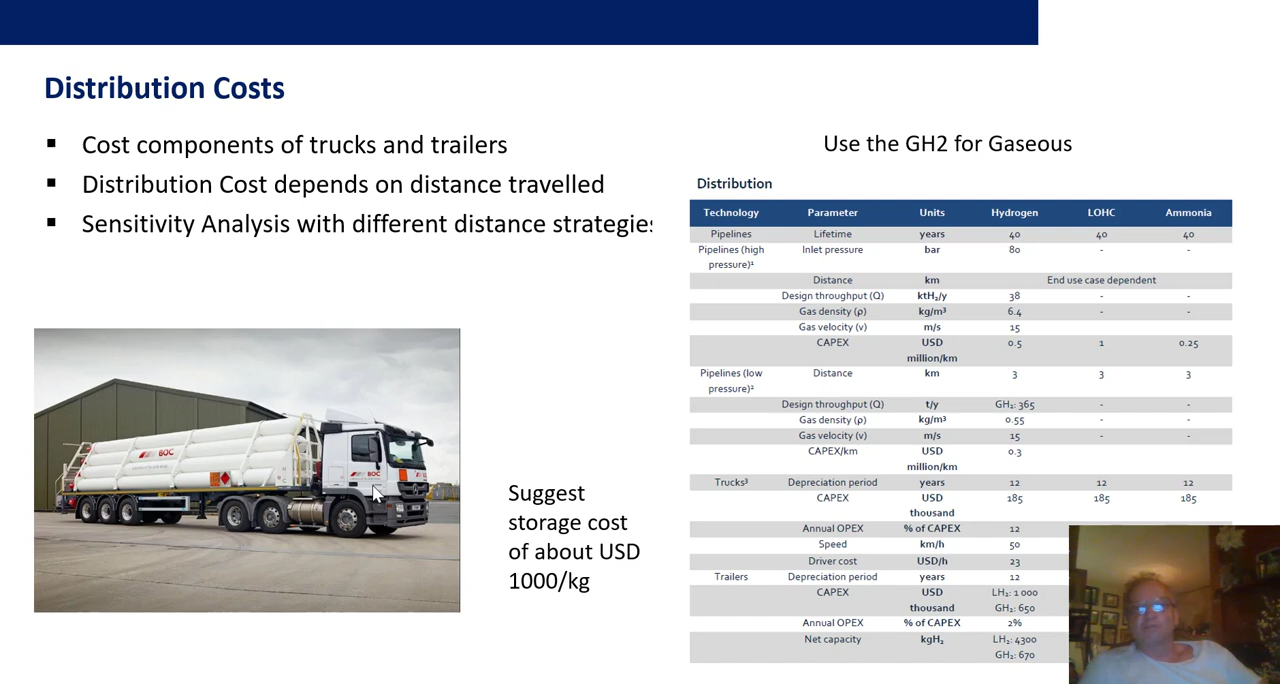 Distribution Costs
▪ Cost components of trucks and trailers
▪ Distribution Cost depends on distance travelled
▪ Sensitivity Analysis with different distance strategies
BOC
BOC
Suggest
storage cost
of about USD
1000/kg
Use the GH2 for Gaseous
Distribution
Technology Parameter Units Hydrogen LOHC Ammonia
Pipelines Lifetime years 40 40 40
Pipelines (high pressure)¹ Inlet pressure bar 80 - -
Distance km End use case dependent
Design throughput (Q) ktH₂/y 38 - -
Gas density (ρ) kg/m³ 6.4 - -
Gas velocity (v) m/s 15
CAPEX USD million/km 0.5 1 0.25
Pipelines (low pressure)² Distance km 3 3 3
Design throughput (Q) t/y GH₂: 365 - -
Gas density (ρ) kg/m³ 0.55 - -
Gas velocity (v) m/s 15 - -
CAPEX/km USD million/km 0.3
Trucks³ Depreciation period years 12 12 12
CAPEX USD thousand 185 185 185
Annual OPEX % of CAPEX 12
Speed km/h 50
Driver cost USD/h 23
Trailers Depreciation period years 12
CAPEX USD thousand LH₂: 1 000 GH₂: 650
Annual OPEX % of CAPEX 2%
Net capacity kgH₂ LH₂: 4300 GH₂: 670